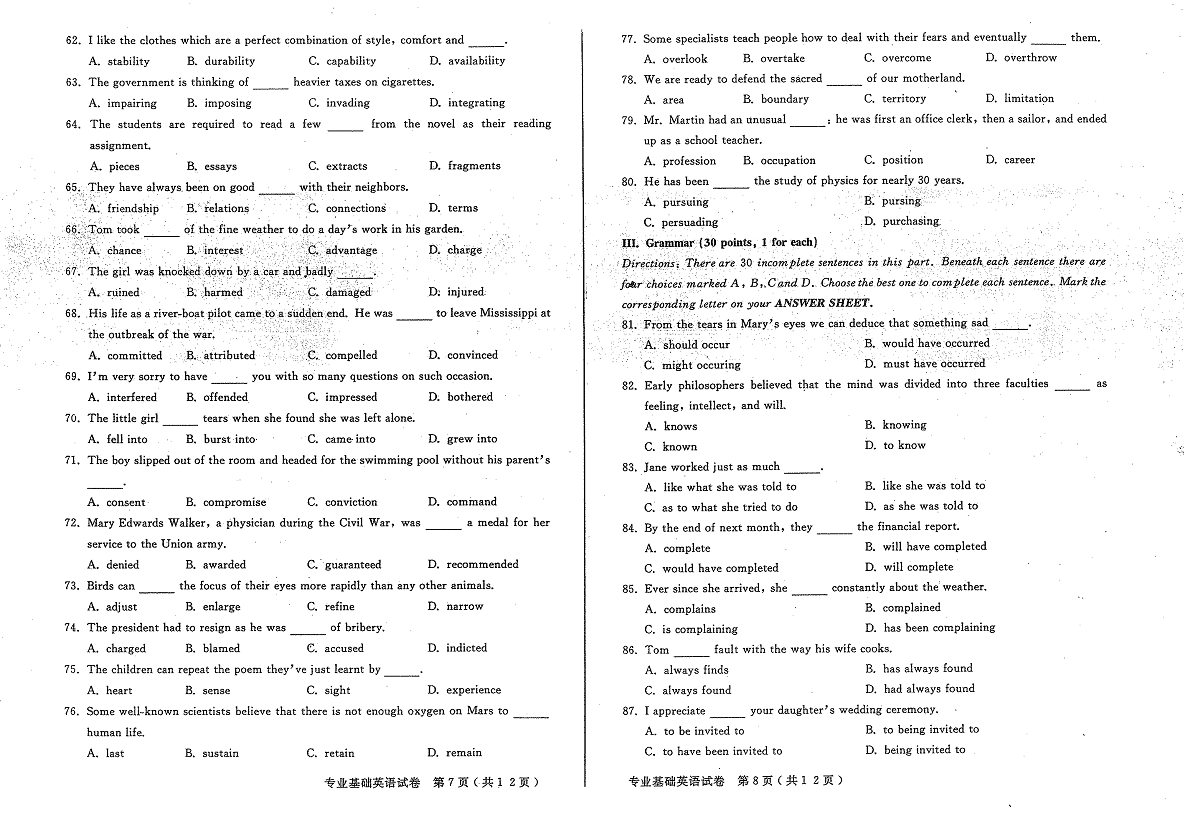 62. I like the clothes which are a perfect combination of style, comfort and ______.
A. stability B. durability C. capability D. availability
63. The government is thinking of ______ heavier taxes on cigarettes.
A. impairing B. imposing C. invading D. integrating
64. The students are required to read a few ______ from the novel as their reading
assignment.
A. pieces B. essays C. extracts D. fragments
65. They have always been on good ______ with their neighbors.
A. friendship B. relations C. connections D. terms
66. Tom took ______ of the fine weather to do a day's work in his garden.
A. chance B. interest C. advantage D. charge
67. The girl was knocked down by a car and badly ______.
A. ruined B. harmed C. damaged D. injured
68. His life as a river-boat pilot came to a sudden end. He was ______ to leave Mississippi at
the outbreak of the war.
A. committed B. attributed C. compelled D. convinced
69. I'm very sorry to have ______ you with so many questions on such occasion.
A. interfered B. offended C. impressed D. bothered
70. The little girl ______ tears when she found she was left alone.
A. fell into B. burst into C. came into D. grew into
71. The boy slipped out of the room and headed for the swimming pool without his parent's
______.
A. consent B. compromise C. conviction D. command
72. Mary Edwards Walker, a physician during the Civil War, was ______ a medal for her
service to the Union army.
A. denied B. awarded C. guaranteed D. recommended
73. Birds can ______ the focus of their eyes more rapidly than any other animals.
A. adjust B. enlarge C. refine D. narrow
74. The president had to resign as he was ______ of bribery.
A. charged B. blamed C. accused D. indicted
75. The children can repeat the poem they've just learnt by ______.
A. heart B. sense C. sight D. experience
76. Some well-known scientists believe that there is not enough oxygen on Mars to ______
human life.
A. last B. sustain C. retain D. remain
专业基础英语试卷 第7页(共12页)
77. Some specialists teach people how to deal with their fears and eventually ______ them.
A. overlook B. overtake C. overcome D. overthrow
78. We are ready to defend the sacred ______ of our motherland.
A. area B. boundary C. territory D. limitation
79. Mr. Martin had an unusual ______: he was first an office clerk, then a sailor, and ended
up as a school teacher.
A. profession B. occupation C. position D. career
80. He has been ______ the study of physics for nearly 30 years.
A. pursuing B. pursing
C. persuading D. purchasing
III. Grammar (30 points, 1 for each)
Directions: There are 30 incomplete sentences in this part. Beneath each sentence there are
four choices marked A, B, C and D. Choose the best one to complete each sentence. Mark the
corresponding letter on your ANSWER SHEET.
81. From the tears in Mary's eyes we can deduce that something sad ______.
A. should occur B. would have occurred
C. might occuring D. must have occurred
82. Early philosophers believed that the mind was divided into three faculties ______ as
feeling, intellect, and will.
A. knows B. knowing
C. known D. to know
83. Jane worked just as much ______.
A. like what she was told to B. like she was told to
C. as to what she tried to do D. as she was told to
84. By the end of next month, they ______ the financial report.
A. complete B. will have completed
C. would have completed D. will complete
85. Ever since she arrived, she ______ constantly about the weather.
A. complains B. complained
C. is complaining D. has been complaining
86. Tom ______ fault with the way his wife cooks.
A. always finds B. has always found
C. always found D. had always found
87. I appreciate ______ your daughter's wedding ceremony.
A. to be invited to B. to being invited to
C. to have been invited to D. being invited to
专业基础英语试卷 第8页(共12页)